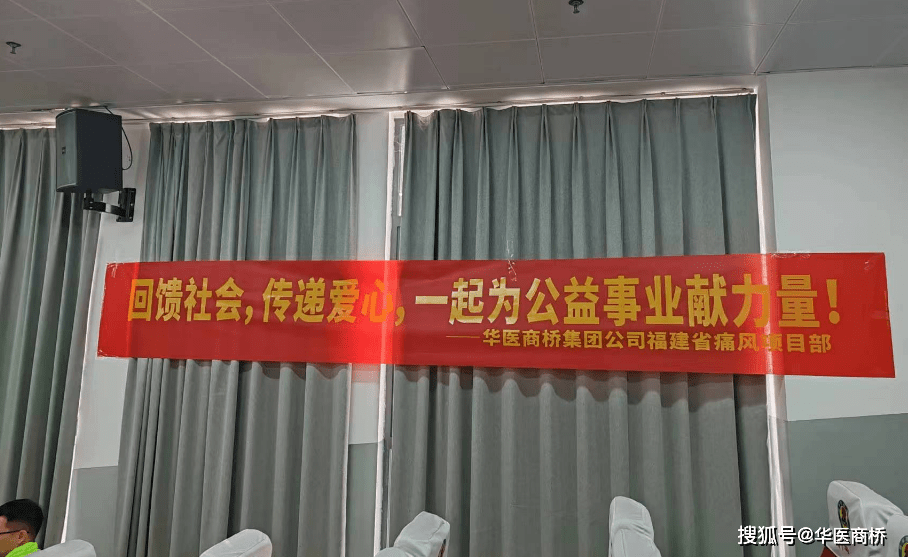 回馈社会，传递爱心，一起为公益事业献力量！
——华医商桥集团公司福建省痛风项目部
搜狐号@华医商桥